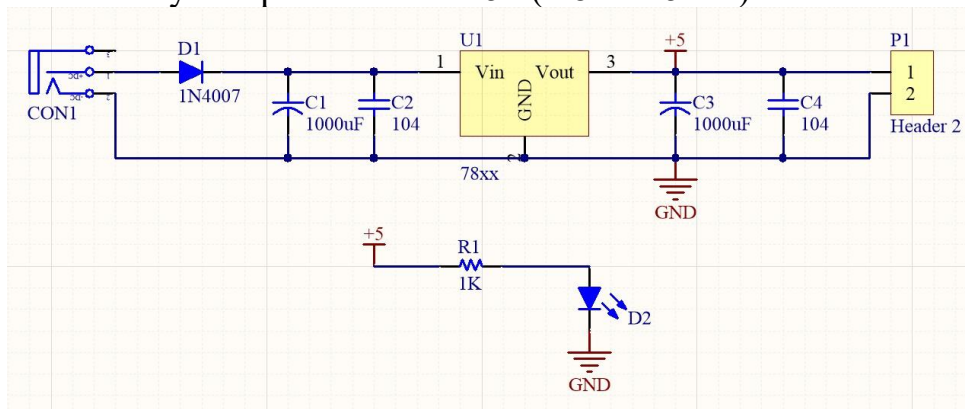 U1
+5
P1
D1
1
Vin
Vout
3
1
GND
2
CON1
1N4007
C1
1000uF
C2
104
C3
1000uF
C4
104
Header 2
2
78xx
GND
+5
R1
1K
D2
GND